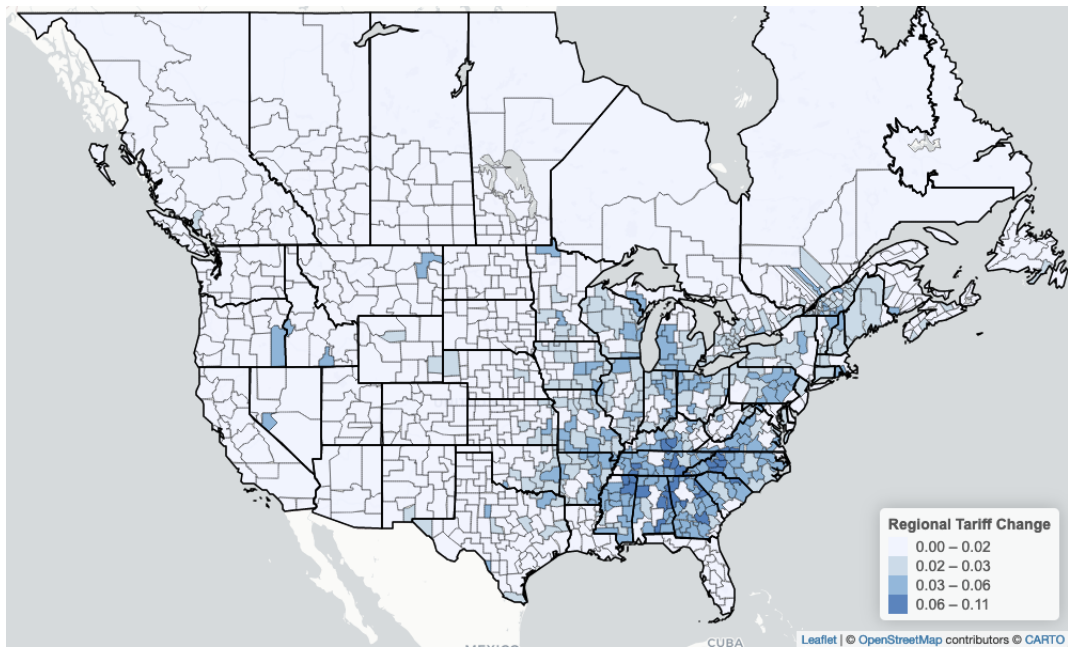 Regional Tariff Change
0.00 – 0.02
0.02 – 0.03
0.03 – 0.06
0.06 – 0.11
MEXICO
CUBA
Leaflet | © OpenStreetMap contributors © CARTO